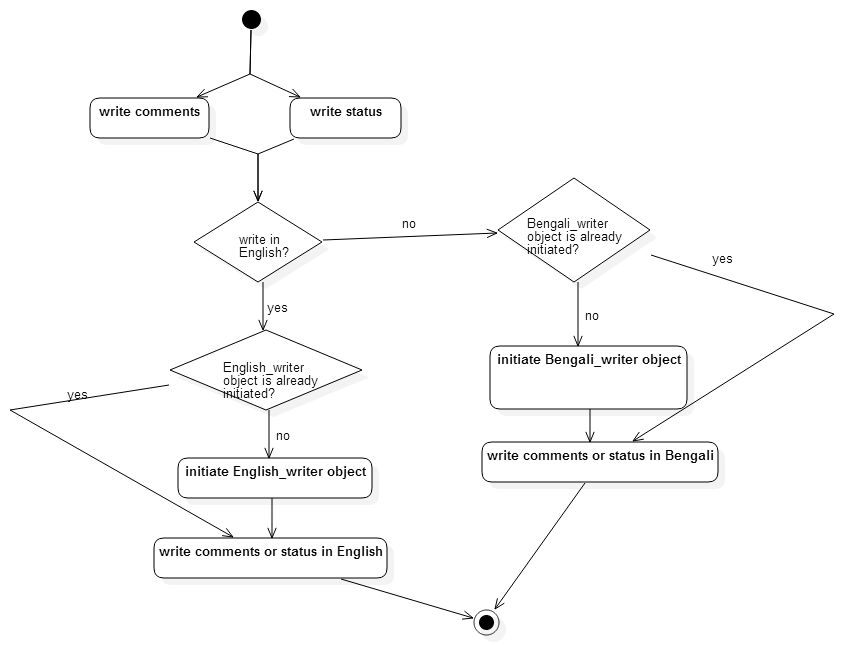 write comments
write status
write in
English?
no
Bengali_writer
object is already
initiated?
yes
yes
no
English_writer
object is already
initiated?
yes
initiate Bengali_writer object
no
initiate English_writer object
write comments or status in Bengali
write comments or status in English